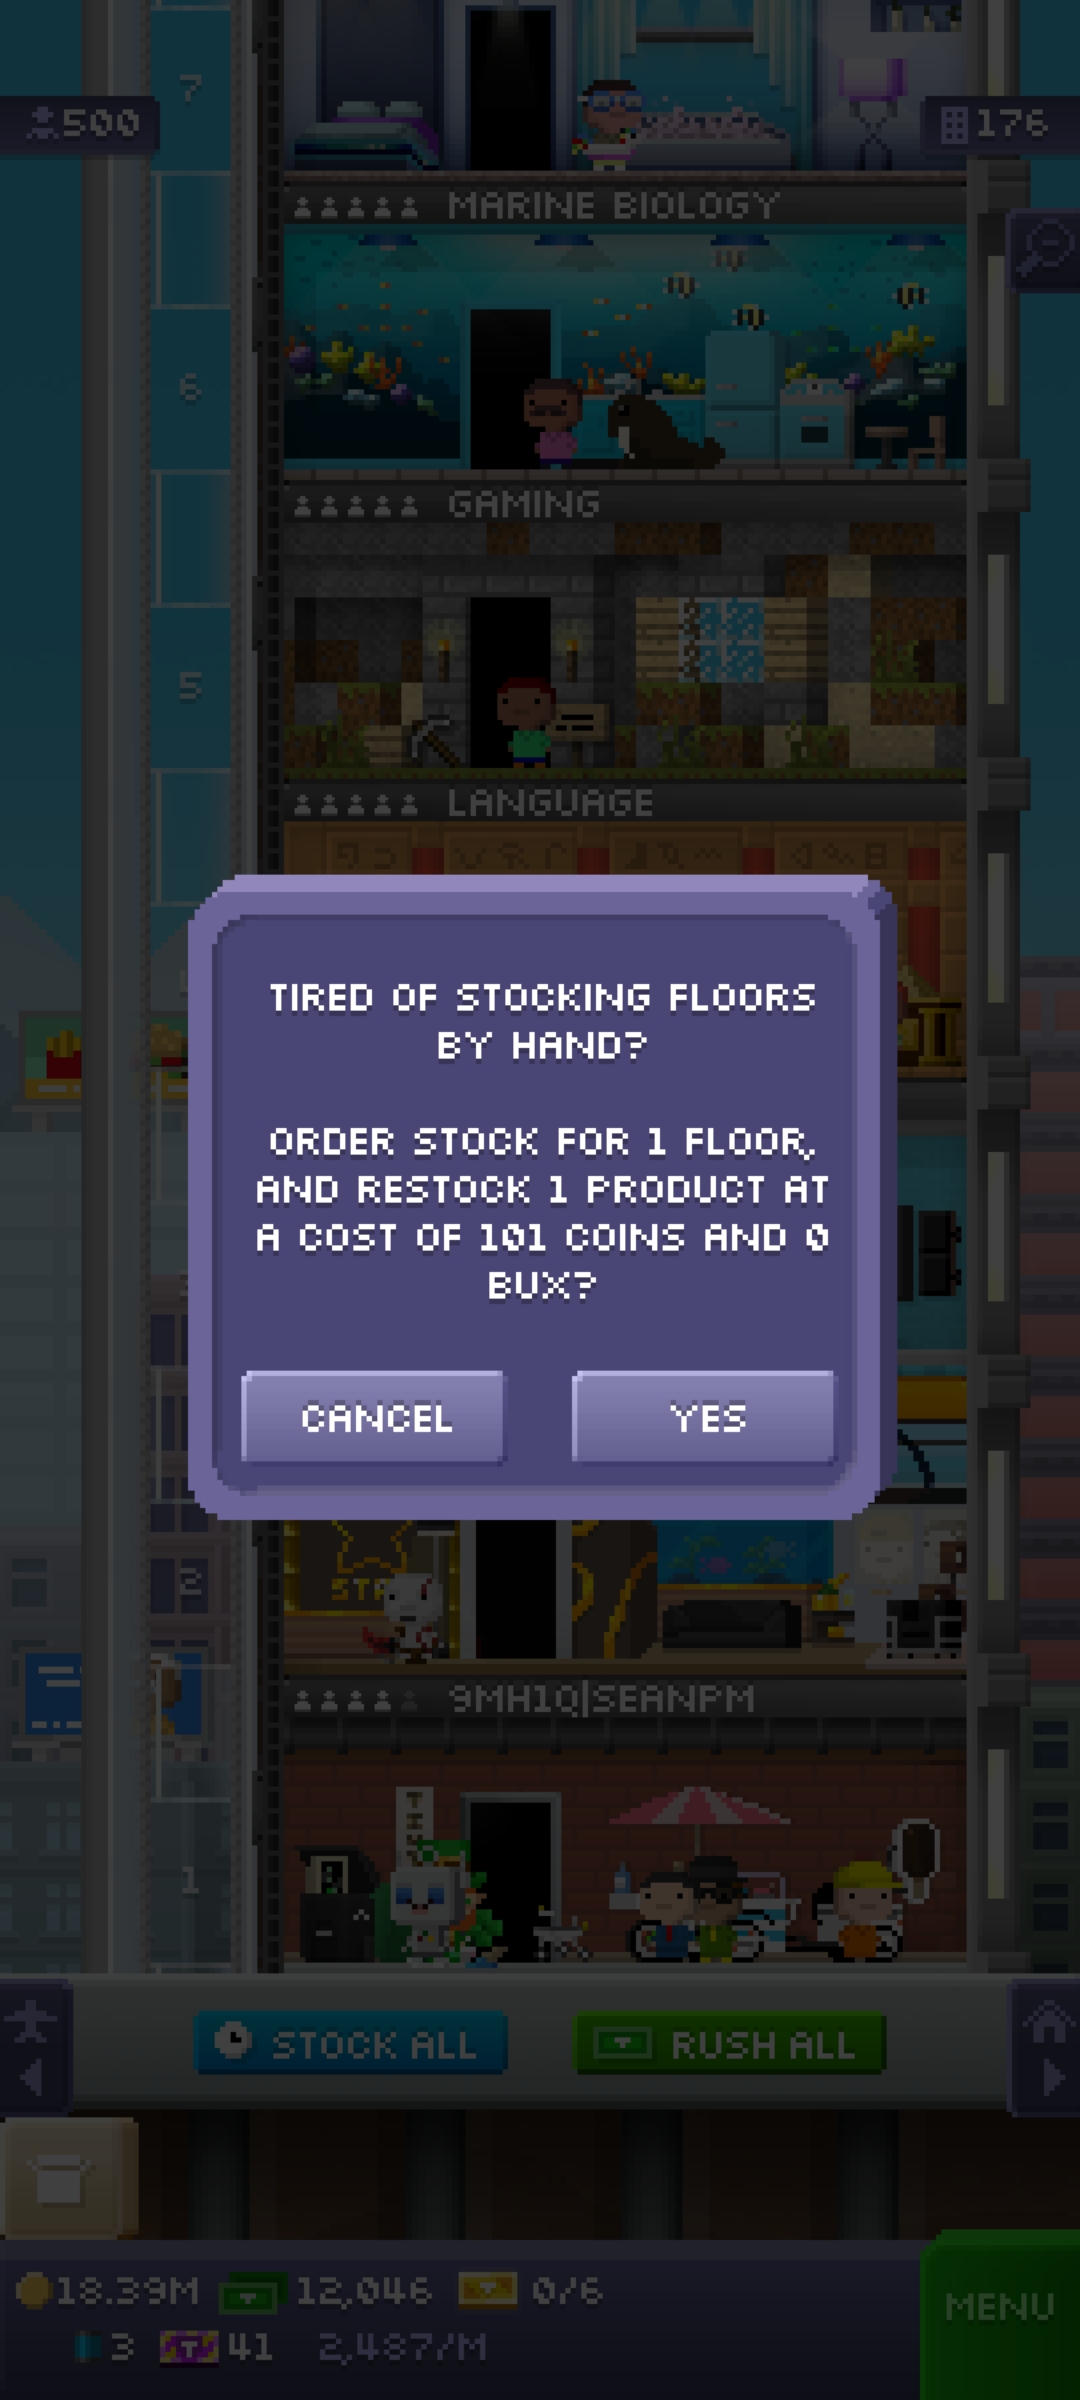 7
500
176
MARINE BIOLOGY
6
GAMING
5
LANGUAGE
TIRED OF STOCKING FLOORS
BY HAND?
ORDER STOCK FOR 1 FLOOR,
AND RESTOCK 1 PRODUCT AT
A COST OF 101 COINS AND 0
BUX?
CANCEL
YES
2
9MH1Q|SEANPM
1
STOCK ALL
RUSH ALL
18.39M
12,046
0/6
MENU
3
41
2,487/M